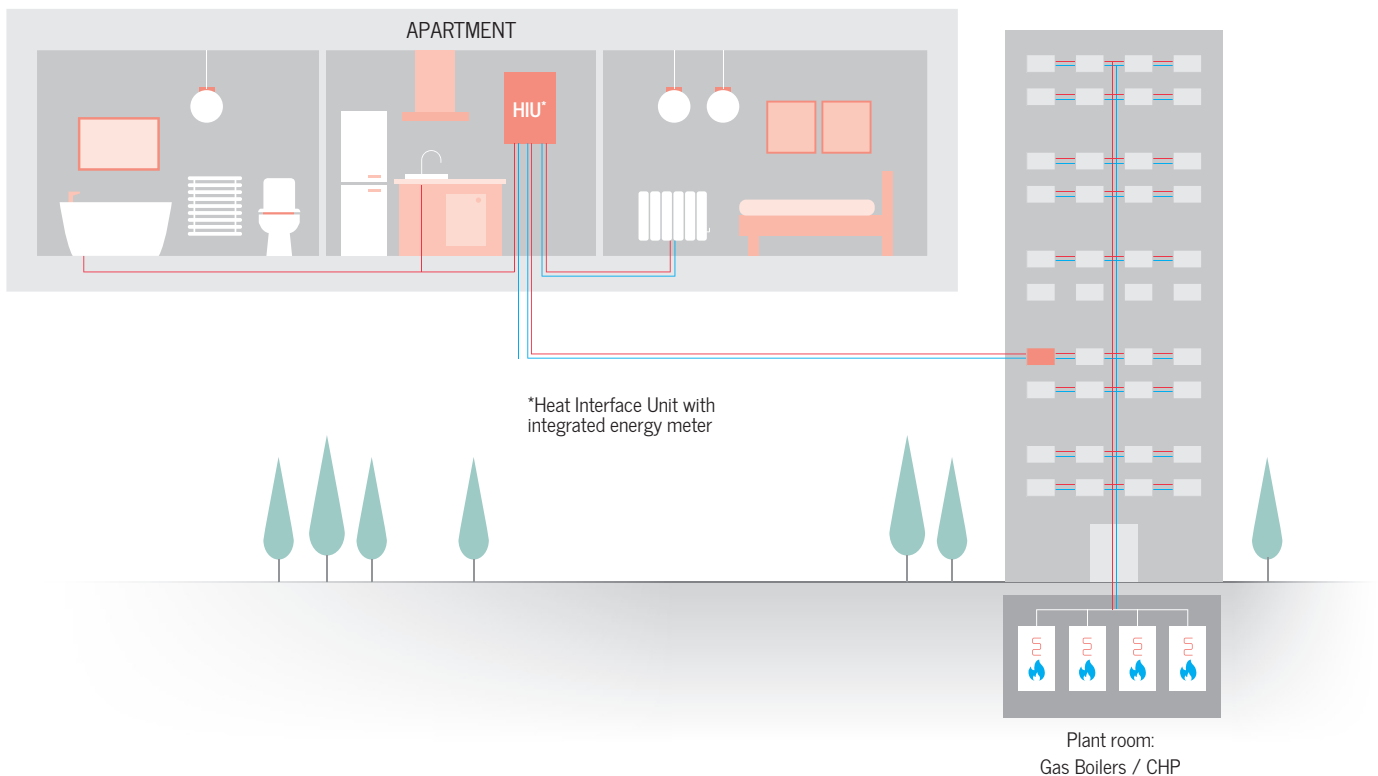 APARTMENT
HIU*
*Heat Interface Unit with
integrated energy meter
Plant room:
Gas Boilers / CHP